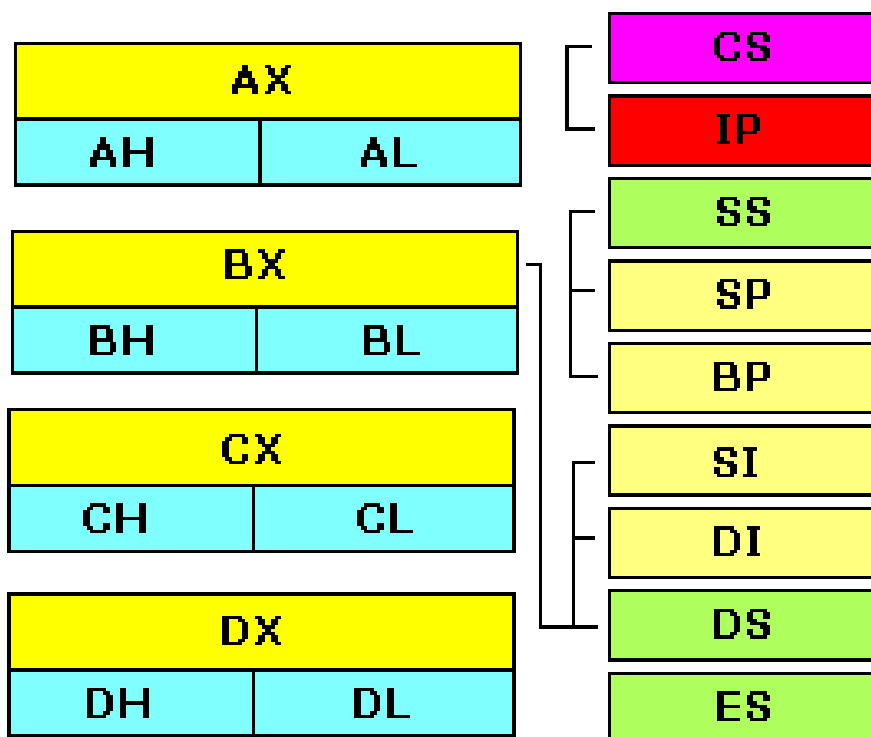 AX
AH AL
BX
BH BL
CX
CH CL
DX
DH DL
CS
IP
SS
SP
BP
SI
DI
DS
ES